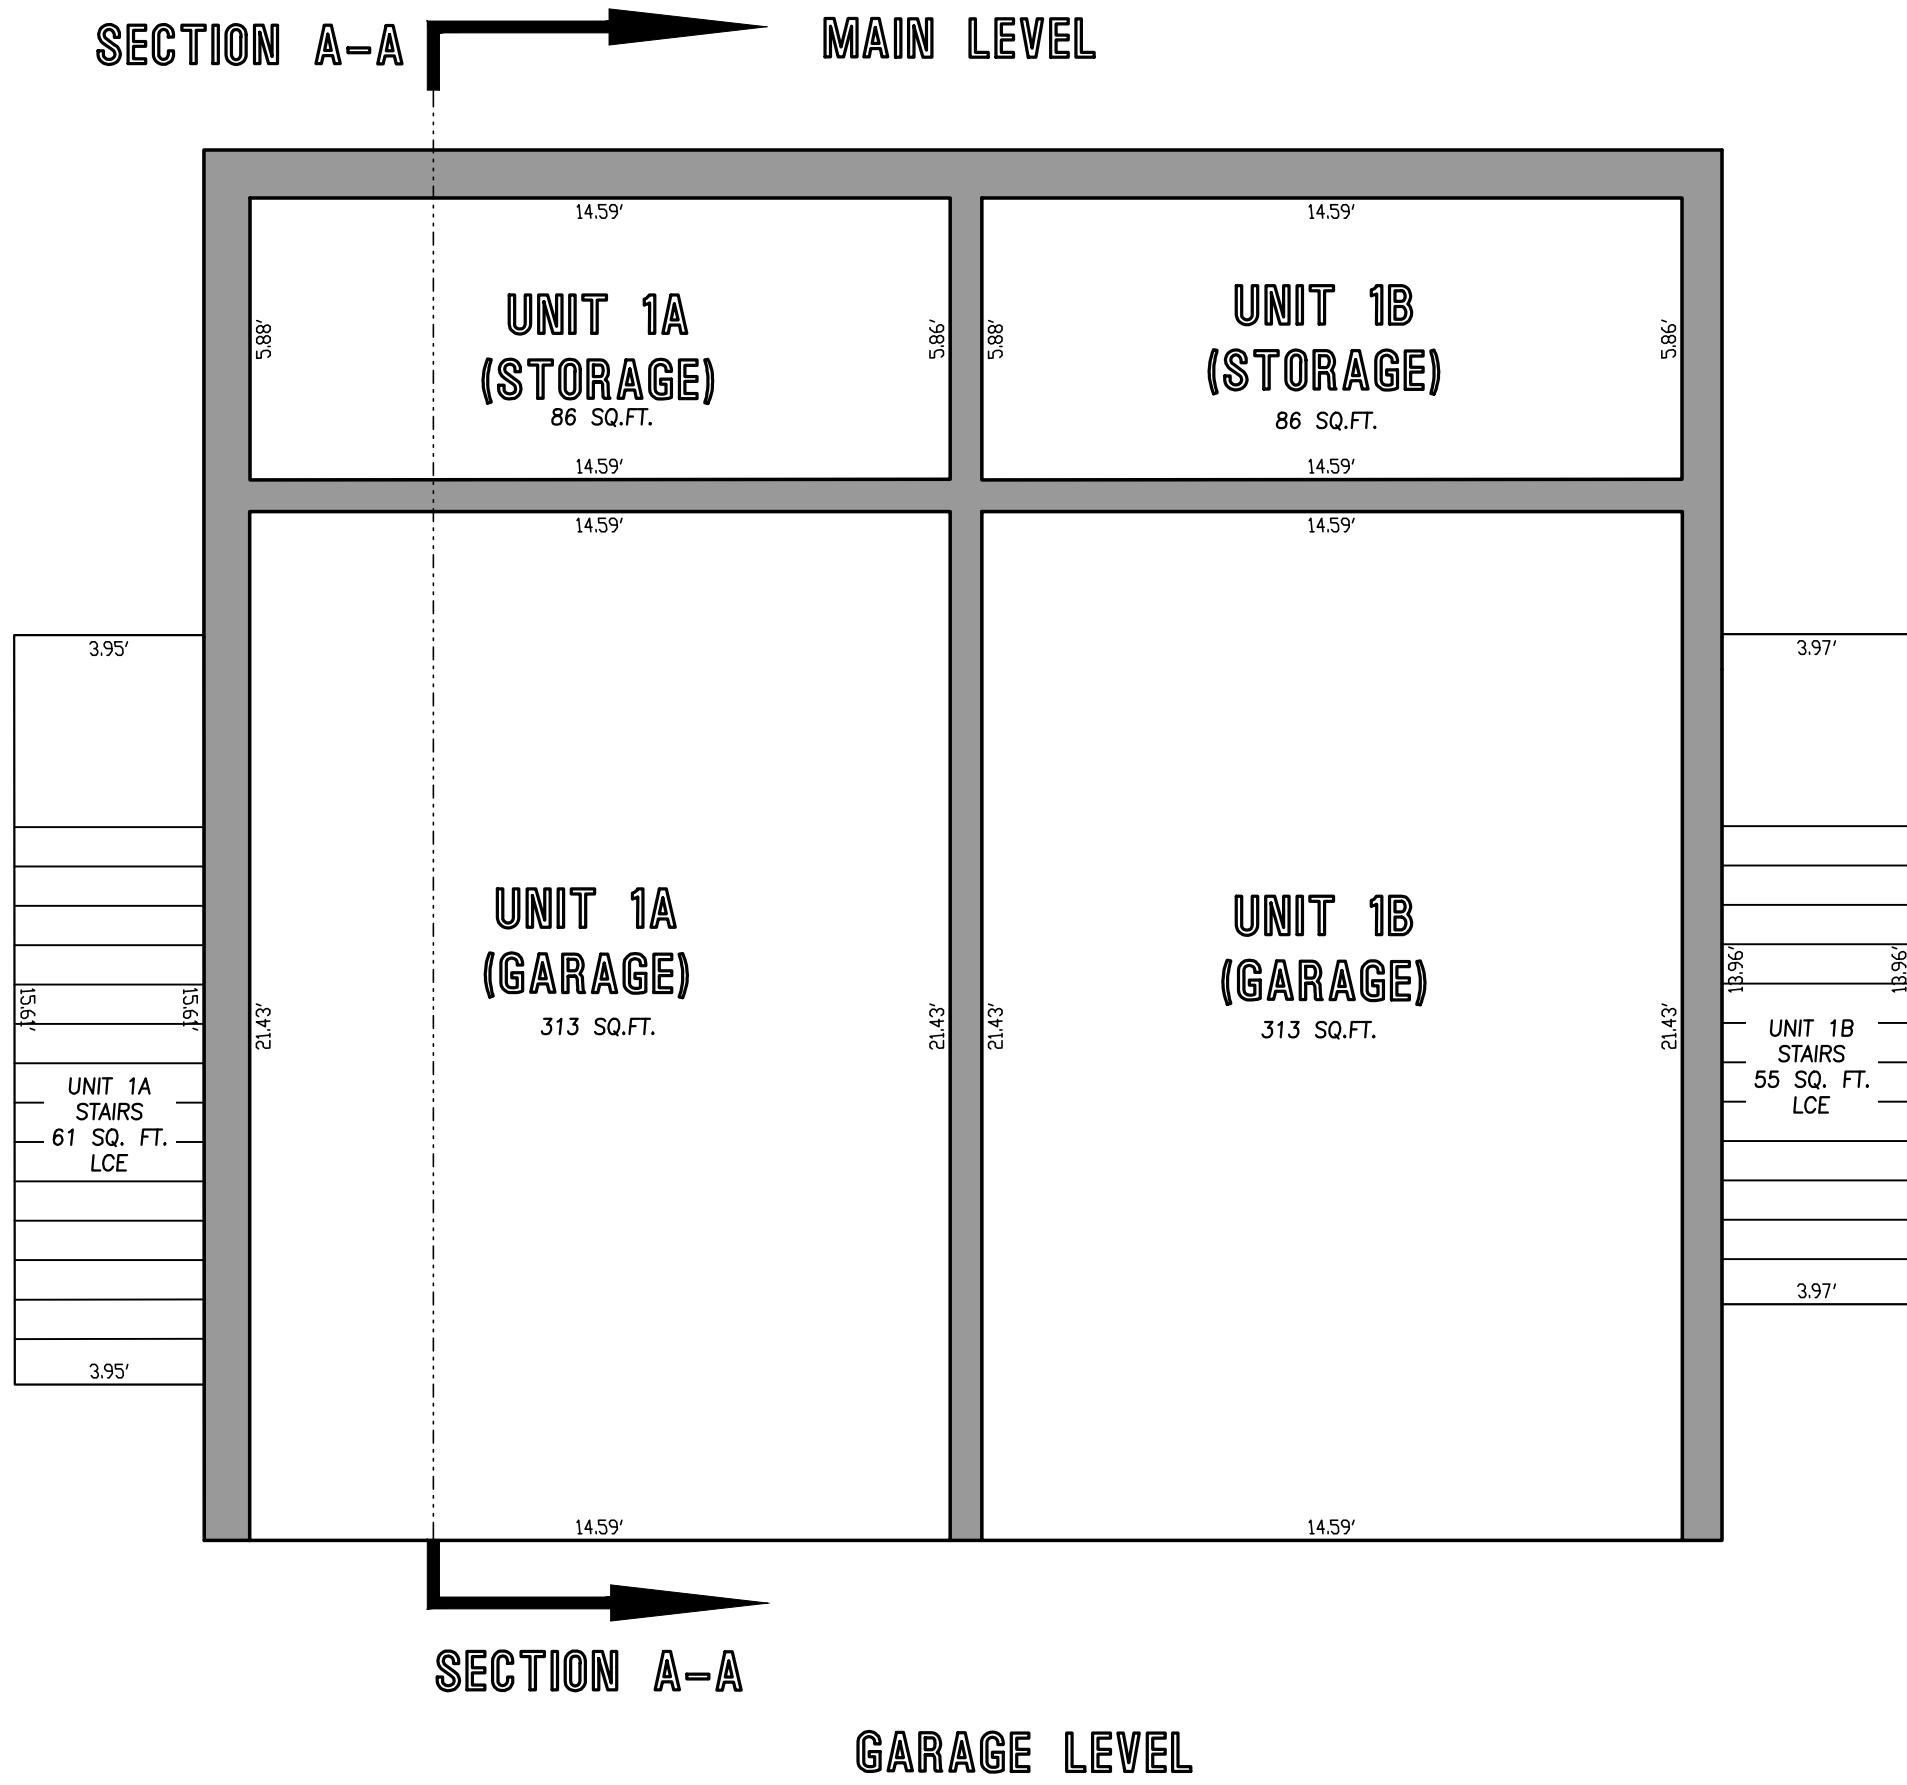 SECTION A-A
MAIN LEVEL
14.59'
14.59'
UNIT 1A
(STORAGE)
86 SQ.FT.
5.88'
5.86'
UNIT 1B
(STORAGE)
86 SQ.FT.
5.88'
5.86'
14.59'
14.59'
14.59'
14.59'
3.95'
3.97'
UNIT 1A
(GARAGE)
313 SQ.FT.
21.43'
21.43'
UNIT 1B
(GARAGE)
313 SQ.FT.
21.43'
21.43'
15.61'
15.61'
UNIT 1A
STAIRS
61 SQ. FT.
LCE
13.96'
13.96'
UNIT 1B
STAIRS
55 SQ. FT.
LCE
3.97'
3.95'
14.59'
14.59'
SECTION A-A
GARAGE LEVEL